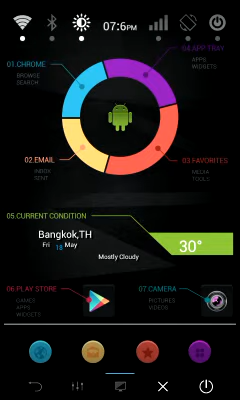 07:6PM
04.APP TRAY
01.CHROME
APPS
WIDGETS
BROWSE
SEARCH
02.EMAIL
03.FAVORITES
INBOX
SENT
MEDIA
TOOLS
05.CURRENT CONDITION
Bangkok,TH
Fri 18 May
30°
Mostly Cloudy
06.PLAY STORE
07.CAMERA
GAMES
APPS
WIDGETS
PICTURES
VIDEOS